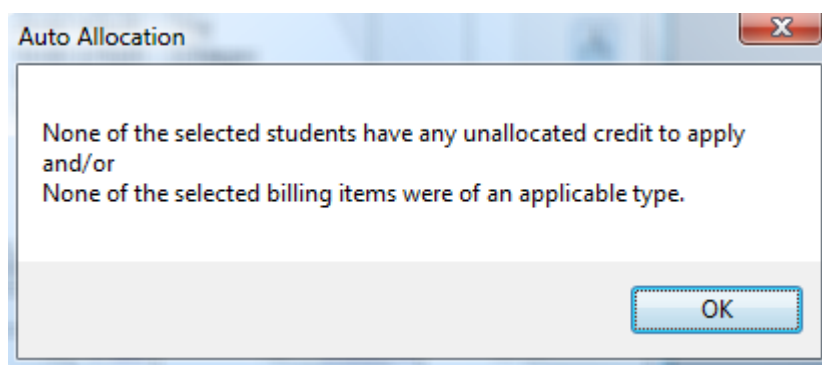 Auto Allocation
None of the selected students have any unallocated credit to apply
and/or
None of the selected billing items were of an applicable type.
OK